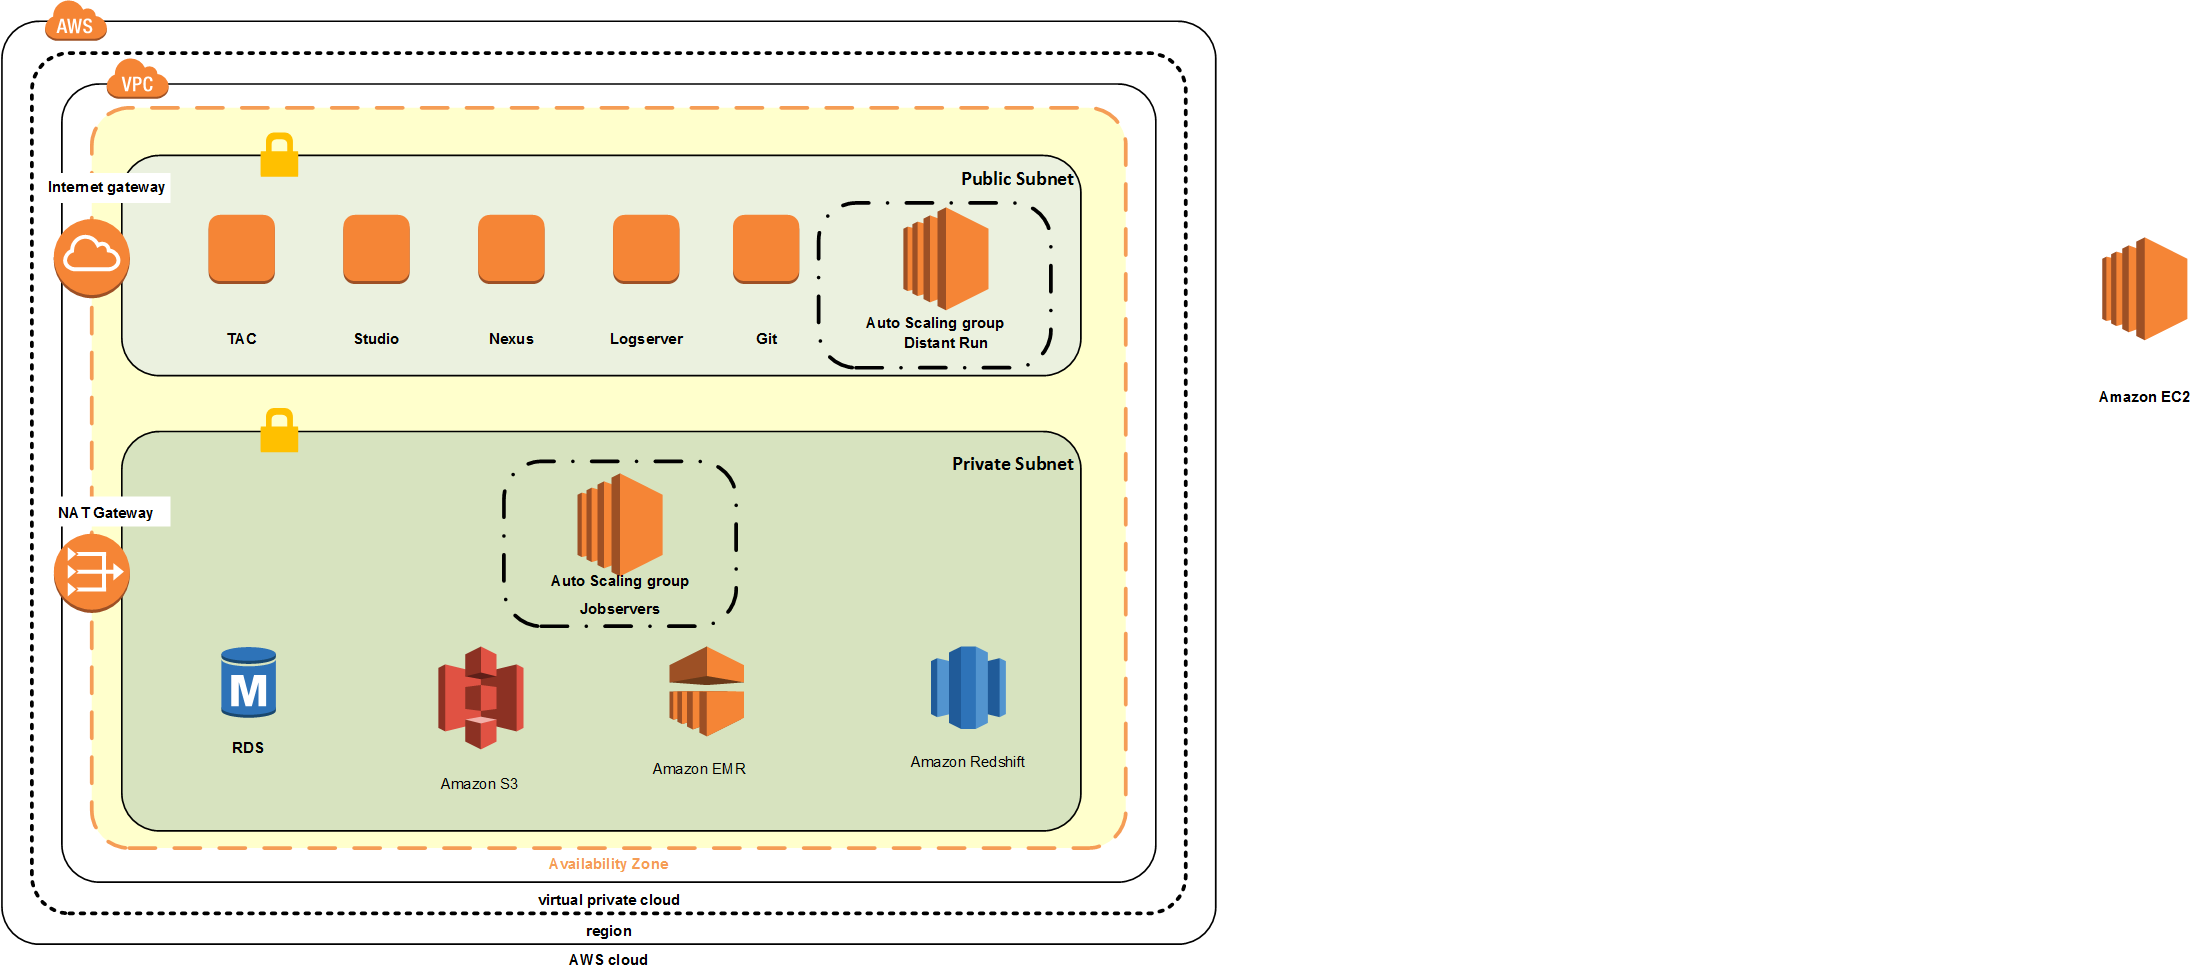 AWS
VPC
Internet gateway
Public Subnet
TAC
Studio
Nexus
Logserver
Git
Auto Scaling group
Distant Run
Amazon EC2
Private Subnet
NAT Gateway
Auto Scaling group
Jobservers
M
RDS
Amazon S3
Amazon EMR
Amazon Redshift
Availability Zone
virtual private cloud
region
AWS cloud